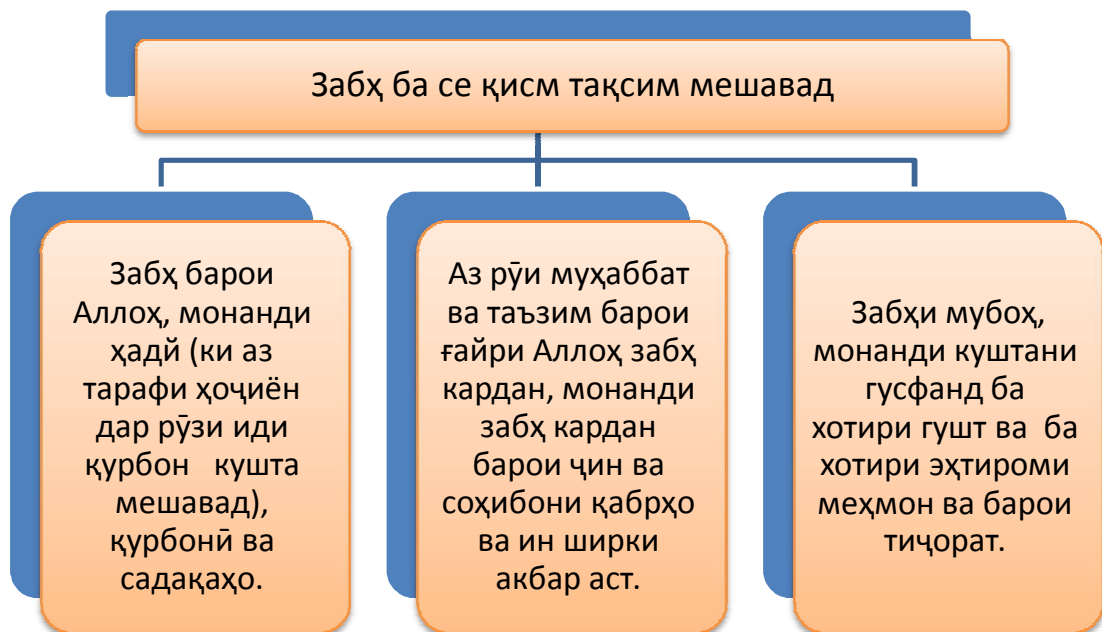 Забҳ ба се қисм тақсим мешавад
Забҳ барои
Аллоҳ, монанди
ҳадй (ки аз
тарафи ҳоҷиён
дар рӯзи иди
қурбон кушта
мешавад),
қурбонӣ ва
садақаҳо.
Аз рӯи муҳаббат
ва таъзим барои
ғайри Аллоҳ забҳ
кардан, монанди
забҳ кардан
барои ҷин ва
соҳибони қабрҳо
ва ин ширки
акбар аст.
Забҳи мубоҳ,
монанди куштани
гусфанд ба
хотири гушт ва ба
хотири эҳтироми
меҳмон ва барои
тиҷорат.